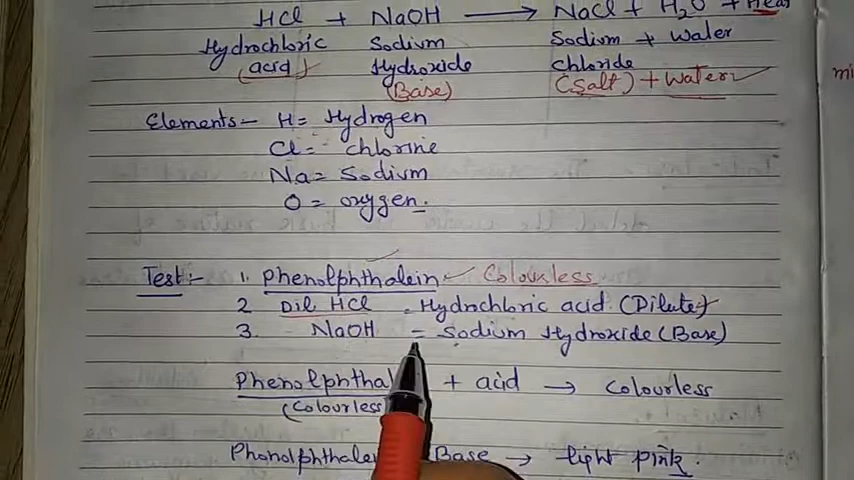 HCl + NaOH → NaCl + H2O + Heat
Hydrochloric Sodium Sodium + water
(acid) Hydroxide chloride
(Base) (Salt) + water
Elements:- H = Hydrogen
Cl = chlorine
Na = Sodium
O = oxygen.
Test:- 1. Phenolphthalein Colourless
2 Dil HCl = Hydrochloric acid (Dilute)
3. NaOH = Sodium Hydroxide (Base)
+ acid → Colourless
(Colourless
Base → light pink.